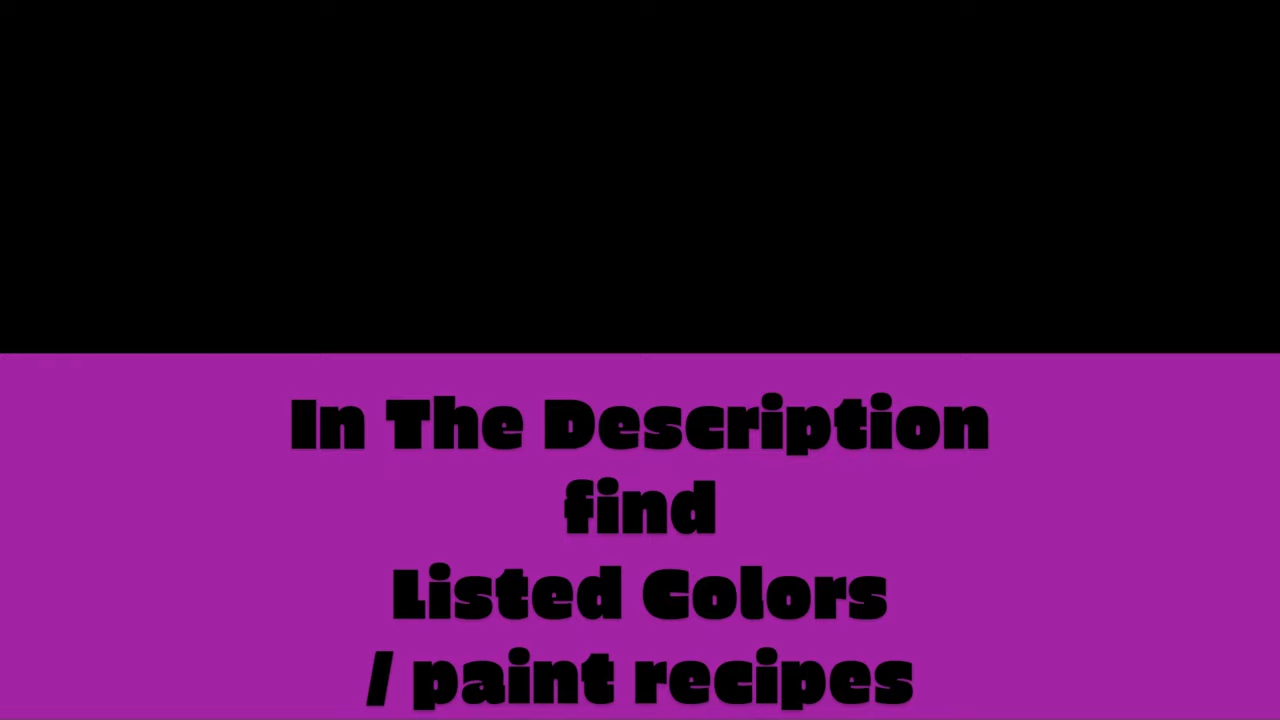 In The Description
find
Listed Colors
/ paint recipes